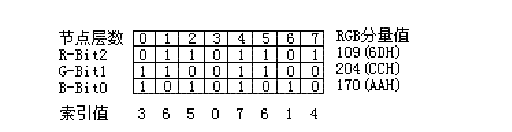 节点层数 0 1 2 3 4 5 6 7 RGB分量值
R-Bit2 0 1 1 0 1 1 0 1 109(6DH)
G-Bit1 1 1 0 0 1 1 0 0 204(CCH)
B-Bit0 1 0 1 0 1 0 1 0 170(AAH)
索引值 3 6 5 0 7 6 1 4